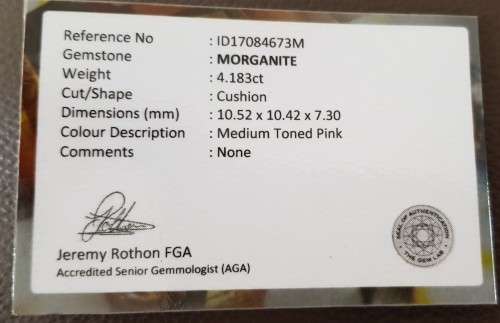 Reference No : ID17084673M
Gemstone : MORGANITE
Weight : 4.183ct
Cut/Shape : Cushion
Dimensions (mm) : 10.52 x 10.42 x 7.30
Colour Description : Medium Toned Pink
Comments : None
Jeremy Rothon FGA
Accredited Senior Gemmologist (AGA)
SEAL OF AUTHENTICATION
THE GEM LAB